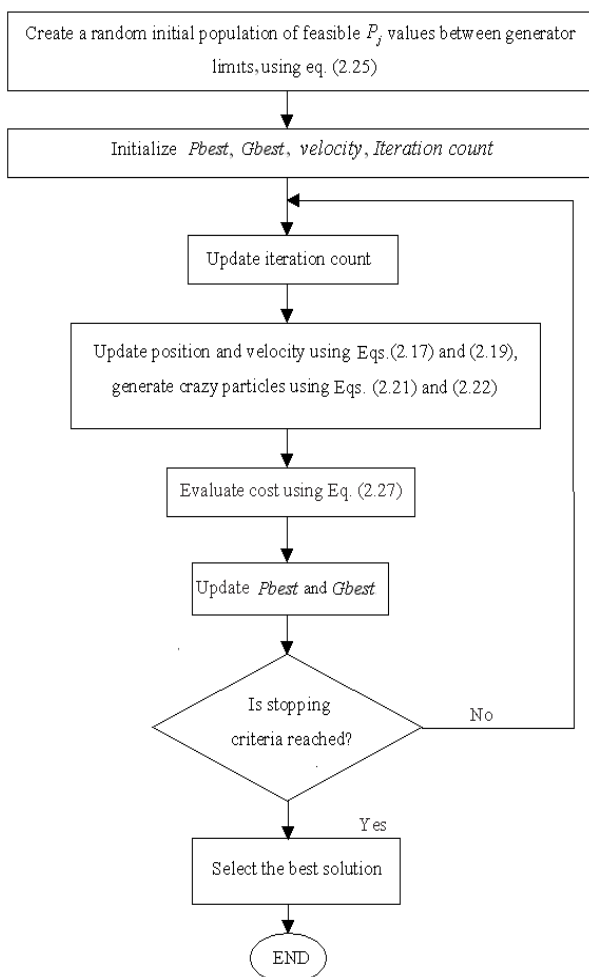 Create a random initial population of feasible Pj values between generator
limits, using eq. (2.25)
Initialize Pbest, Gbest, velocity, Iteration count
Update iteration count
Update position and velocity using Eqs.(2.17) and (2.19),
generate crazy particles using Eqs. (2.21) and (2.22)
Evaluate cost using Eq. (2.27)
Update Pbest and Gbest
Is stopping
criteria reached?
No
Yes
Select the best solution
END